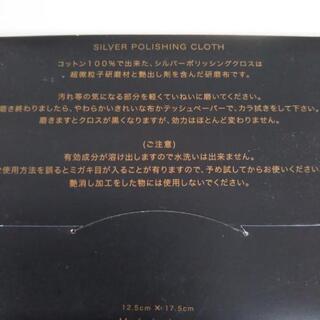 SILVER POLISHING CLOTH
コットン100%で出来た、シルバーポリッシングクロスは
超微粒子研磨材と艶出し剤を含んだ研磨布です。
汚れ等の気になる部分を軽くていねいに磨いてください。
磨き終わりましたら、やわらかいきれいな布かテッシュペーパーで、カラ拭きをして下さい。
磨きますとクロスが黒くなりますが、効力はほとんど変わりません。
(ご注意)
有効成分が溶け出しますので水洗いは出来ません。
使用方法を誤るとミガキ目が入ることが有りますので、予め試してからお使いください。
艶消し加工をした物には使用しないでください。
12.5cm×17.5cm